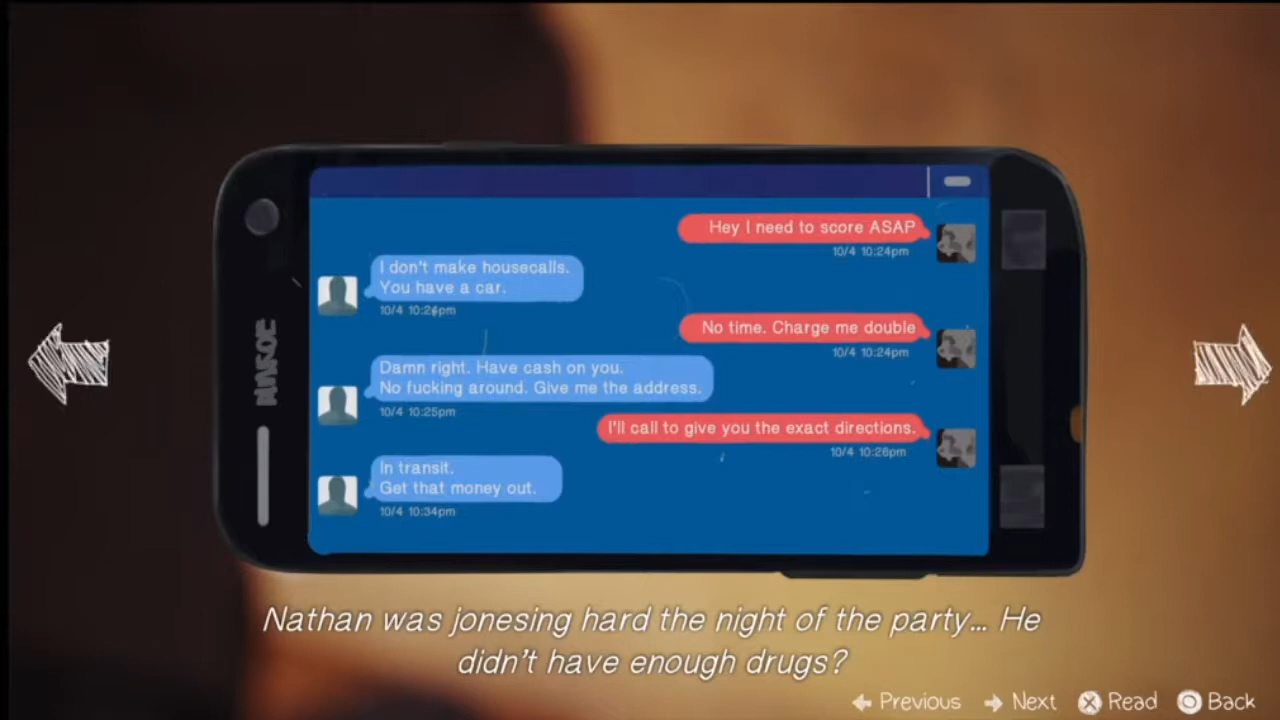 Hey I need to score ASAP
10/4 10:24pm
I don't make housecalls.
You have a car.
10/4 10:24pm
No time. Charge me double
10/4 10:24pm
Damn right. Have cash on you.
No fucking around. Give me the address.
10/4 10:25pm
I'll call to give you the exact directions.
10/4 10:26pm
In transit.
Get that money out.
10/4 10:34pm
Nathan was jonesing hard the night of the party... He
didn't have enough drugs?
Previous Next Read Back